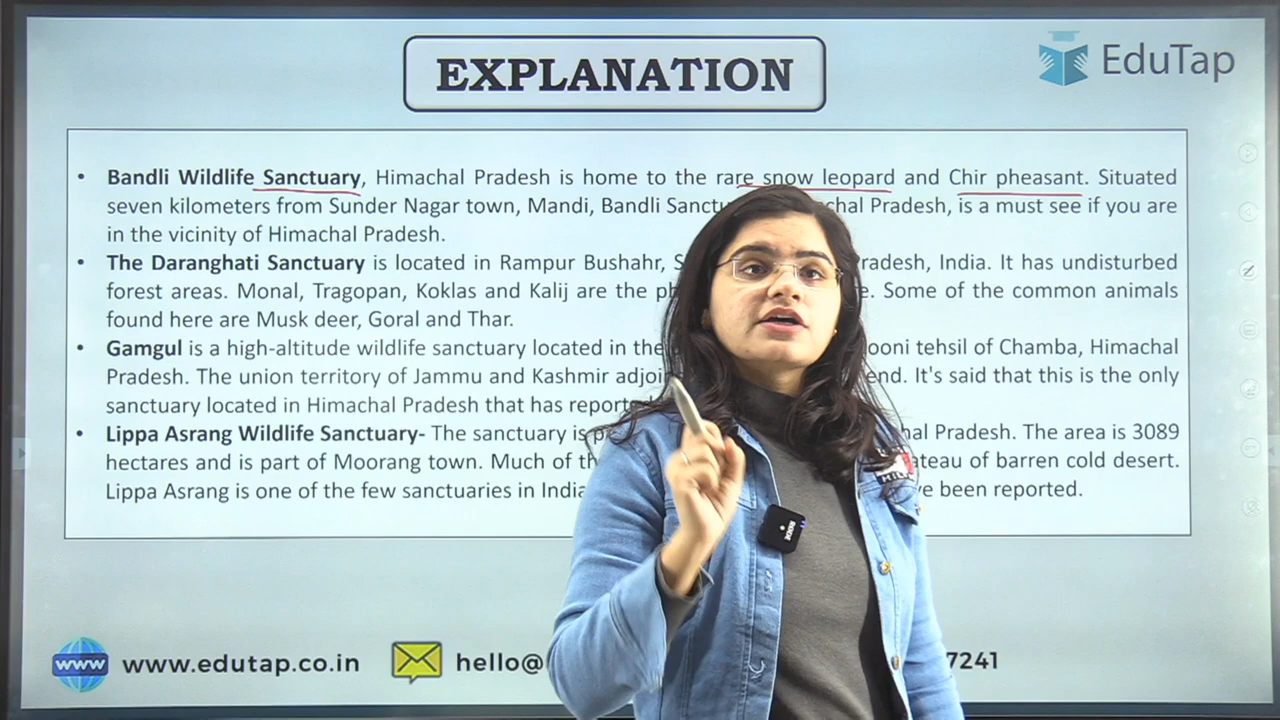 EXPLANATION
EduTap
• Bandli Wildlife Sanctuary, Himachal Pradesh is home to the rare snow leopard and Chir pheasant. Situated
seven kilometers from Sunder Nagar town, Mandi, Bandli Pradesh, is a must see if you are
in the vicinity of Himachal Pradesh.
• The Daranghati Sanctuary is located in Rampur Bushahr, Pradesh, India. It has undisturbed
forest areas. Monal, Tragopan, Koklas and Kalij are the Some of the common animals
found here are Musk deer, Goral and Thar.
• Gamgul is a high-altitude wildlife sanctuary located in the tehsil of Chamba, Himachal
Pradesh. The union territory of Jammu and Kashmir It's said that this is the only
sanctuary located in Himachal Pradesh that has
• Lippa Asrang Wildlife Sanctuary- The sanctuary is Pradesh. The area is 3089
hectares and is part of Moorang town. Much of of barren cold desert.
Lippa Asrang is one of the few sanctuaries in India been reported.
RODE
www
www.edutap.co.in
hello@
7241